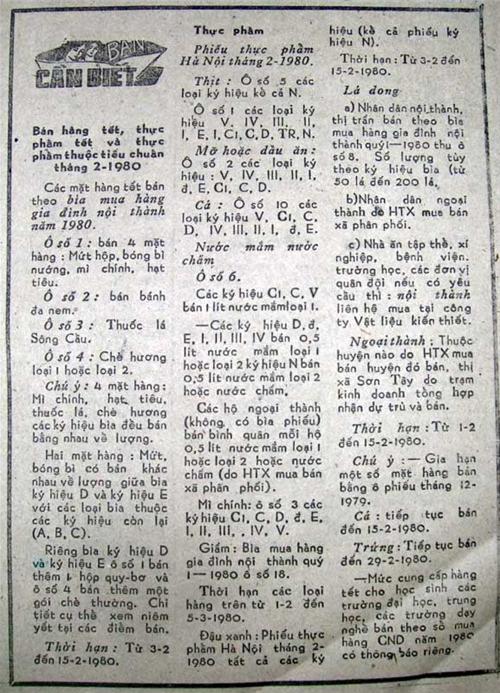 CÁC BẠN
CẦN BIẾT
Bán hàng tết, thực
phẩm tết và thực
phẩm thuộc tiêu chuẩn
tháng 2-1980
Các mặt hàng tết bán
theo bìa mua hàng
gia đình nội thành
năm 1980.
Ô số 1 : bán 4 mặt
hàng : Mứt hộp, bóng bì
nướng, mì chính, hạt
tiêu.
Ô số 2 : bán bánh
đa nem.
Ô số 3 : Thuốc lá
Sông Cầu.
Ô số 4 : Chè hương
loại 1 hoặc loại 2.
Chú ý : 4 mặt hàng :
Mì chính, hạt tiêu,
thuốc lá, chè hương
các ký hiệu bìa đều bán
bằng nhau về lượng.
Hai mặt hàng : Mứt,
bóng bì có bán khác
nhau về lượng giữa bìa
ký hiệu D và ký hiệu E
với các loại bìa thuộc
các ký hiệu còn lại
(A, B, C).
Riêng bìa ký hiệu D
và ký hiệu E ô số 1 bán
thêm 1 hộp quy-bơ và
ô số 4 bán thêm một
gói chè thường. Chi
tiết cụ thể xem niêm
yết tại các điểm bán.
Thời hạn : Từ 3-2
đến 15-2-1980.
Thực phẩm
Phiếu thực phẩm
Hà Nội tháng 2-1980.
Thịt : Ô số 5 các
loại ký hiệu kể cả N.
Ô số 1 các loại ký
hiệu V, IV, III, II,
I, E, I, C1, C, D, TR, N.
Mỡ hoặc dầu ăn :
Ô số 2 các loại ký
hiệu : V, IV, III, II, I,
đ, E, C1, C, D.
Cá : Ô số 10 các
loại ký hiệu V, C1, C,
D, IV, III, II, I, đ, E.
Nước mắm nước
chấm
Ô số 6.
Các ký hiệu C1, C, V
bán 1 lít nước mắm loại 1.
—Các ký hiệu D, đ,
E, I, II, III, IV bán 0,5
lít nước mắm loại 1
hoặc loại 2 ký hiệu N bán
0,5 lít nước mắm loại 2
hoặc nước chấm.
Các hộ ngoại thành
(không có bìa phiếu)
bán bình quân mỗi hộ
0,5 lít nước mắm loại 1
hoặc loại 2 hoặc nước
chấm (do HTX mua bán
xã phân phối).
Mì chính : ô số 3 các
ký hiệu C1, C, D, đ, E,
I, II, III, , IV, V.
Giấm : Bìa mua hàng
gia đình nội thành quý
1 — 1980 ô số 18.
Thời hạn các loại
hàng trên từ 1-2 đến
5-3-1980.
Đậu xanh : Phiếu thực
phẩm Hà Nội tháng 2-
1980 tất cả các ký
hiệu (kể cả phiếu ký
hiệu N).
Thời hạn : Từ 3-2 đến
15-2-1980.
Lá dong
a) Nhân dân nội thành,
thị trấn bán theo bìa
mua hàng gia đình nội
thành quý 1—1980 thu ô
số 8. Số lượng tùy
theo ký hiệu bìa (từ
50 lá đến 200 lá.
b) Nhân dân ngoại
thành do HTX mua bán
xã phân phối.
c) Nhà ăn tập thể, xí
nghiệp, bệnh viện,
trường học, các đơn vị
quân đội nếu có yêu
cầu thì : nội thành
liên hệ mua tại công
ty Vật liệu kiến thiết.
Ngoại thành : Thuộc
huyện nào do HTX mua
bán huyện đó bán, thị
xã Sơn Tây do trạm
kinh doanh tổng hợp
nhận dự trù và bán.
Thời hạn : Từ 1-2
đến 15-2-1980.
Chú ý : — Gia hạn
một số mặt hàng bán
bằng ô phiếu tháng 12-
1979.
Cá : tiếp tục bán
đến 15-2-1980.
Trứng : Tiếp tục bán
đến 29-2-1980.
—Mức cung cấp hàng
tết cho học sinh các
trường đại học, trung
học, các trường dạy
nghề bán theo sổ mua
hàng CND năm 1980
có thông báo riêng.